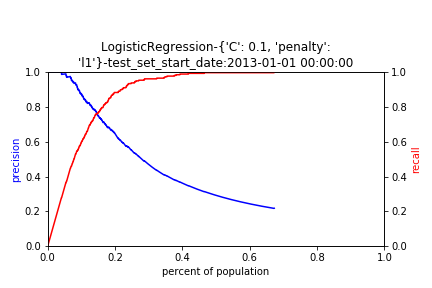 LogisticRegression-{'C': 0.1, 'penalty':
'l1'}-test_set_start_date:2013-01-01 00:00:00
1.0
0.8
0.6
0.4
0.2
0.0
precision
1.0
0.8
0.6
0.4
0.2
0.0
recall
0.0 0.2 0.4 0.6 0.8 1.0
percent of population